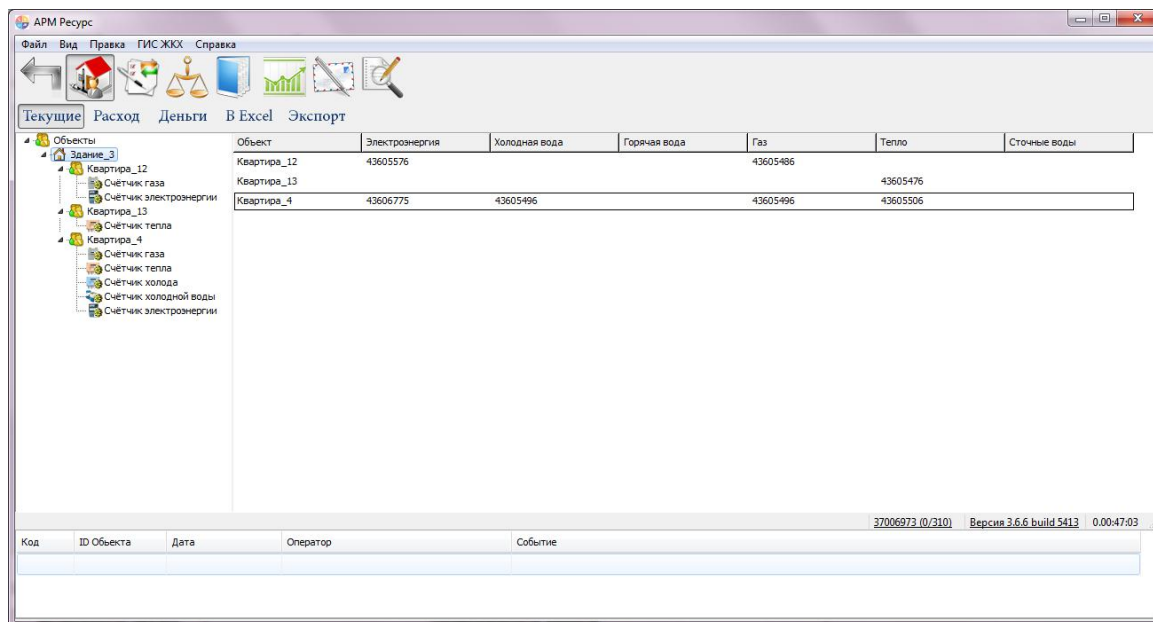 АРМ Ресурс
Файл Вид Правка ГИС ЖКХ Справка
Текущие Расход Деньги В Excel Экспорт
Объекты
Здание_3
Квартира_12
Счётчик газа
Счётчик электроэнергии
Квартира_13
Счётчик тепла
Квартира_4
Счётчик газа
Счётчик тепла
Счётчик холода
Счётчик холодной воды
Счётчик электроэнергии
Объект Электроэнергия Холодная вода Горячая вода Газ Тепло Сточные воды
Квартира_12 43605576 43605486
Квартира_13 43605476
Квартира_4 43606775 43605496 43605496 43605506
37006973 (0/310) Версия 3.6.6 build 5413 0.00:47:03
Код ID Объекта Дата Оператор Событие